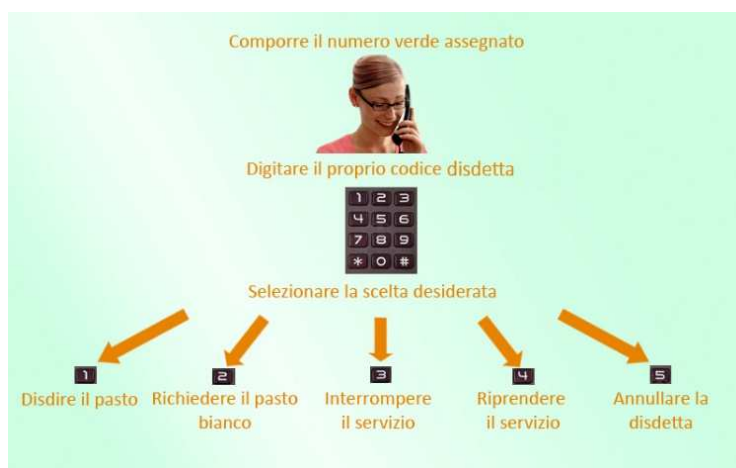 Comporre il numero verde assegnato
Digitare il proprio codice disdetta
1 2 3
4 5 6
7 8 9
* 0 #
Selezionare la scelta desiderata
1 2 3 4 5
Disdire il pasto Richiedere il pasto bianco Interrompere il servizio Riprendere il servizio Annullare la disdetta